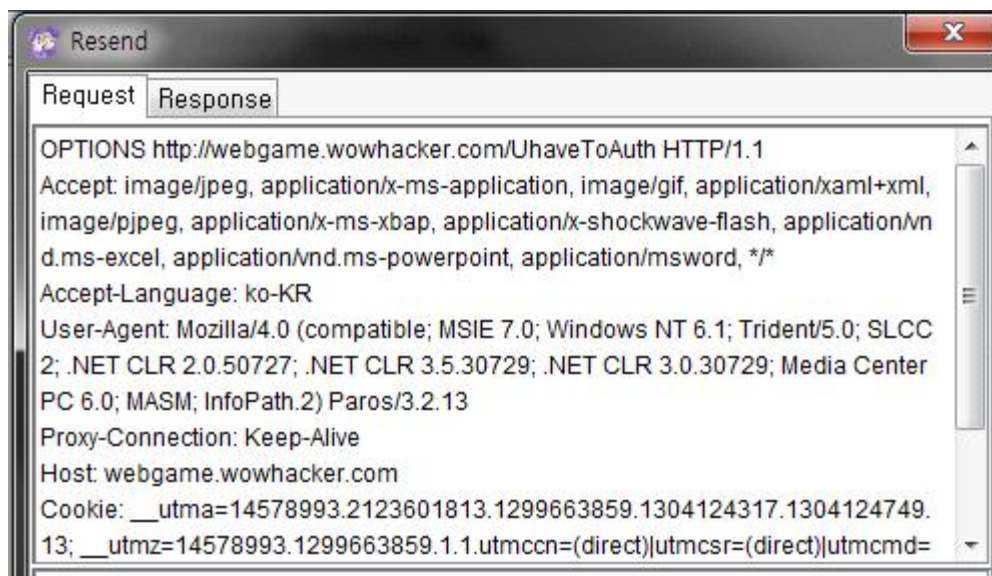 Resend
Request Response
OPTIONS http://webgame.wowhacker.com/UhaveToAuth HTTP/1.1
Accept: image/jpeg, application/x-ms-application, image/gif, application/xaml+xml,
image/pjpeg, application/x-ms-xbap, application/x-shockwave-flash, application/vn
d.ms-excel, application/vnd.ms-powerpoint, application/msword, */*
Accept-Language: ko-KR
User-Agent: Mozilla/4.0 (compatible; MSIE 7.0; Windows NT 6.1; Trident/5.0; SLCC
2; .NET CLR 2.0.50727; .NET CLR 3.5.30729; .NET CLR 3.0.30729; Media Center
PC 6.0; MASM; InfoPath.2) Paros/3.2.13
Proxy-Connection: Keep-Alive
Host: webgame.wowhacker.com
Cookie: __utma=14578993.2123601813.1299663859.1304124317.1304124749.
13; __utmz=14578993.1299663859.1.1.utmccn=(direct)|utmcsr=(direct)|utmcmd=